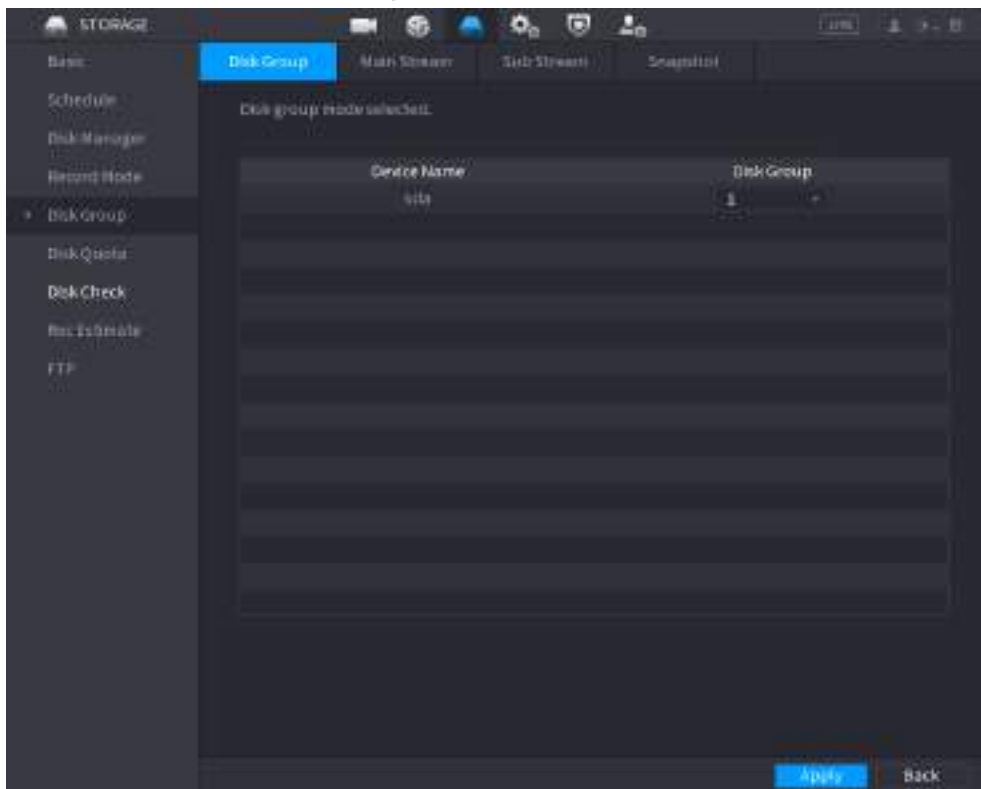 STORAGE
LIVE
Basic
Schedule
Disk Manager
Record Mode
Disk Group
Disk Quota
Disk Check
Rec Estimate
FTP
Disk Group
Main Stream
Sub Stream
Snapshot
Disk group mode selected.
Device Name
Disk Group
sda
1
Apply
Back